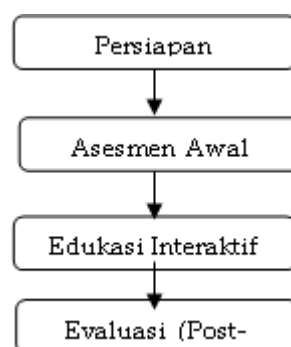 Persiapan
Asesmen Awal
Edukasi Interaktif
Evaluasi (Post-